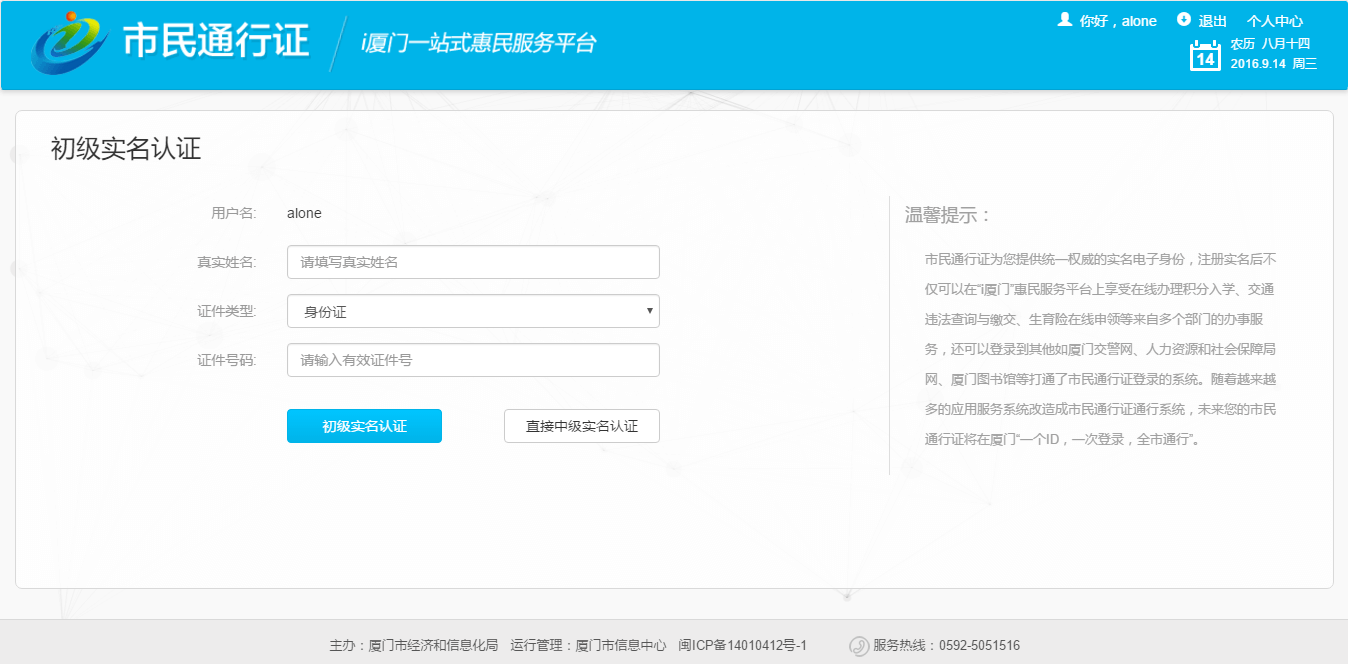 市民通行证
i厦门一站式惠民服务平台
你好，alone 退出 个人中心
14
农历 八月十四
2016.9.14 周三
初级实名认证
用户名: alone
真实姓名: 请填写真实姓名
证件类型: 身份证
证件号码: 请输入有效证件号
初级实名认证 直接中级实名认证
温馨提示：
市民通行证为您提供统一权威的实名电子身份，注册实名后不
仅可以在“i厦门”惠民服务平台上享受在线办理积分入学、交通
违法查询与缴交、生育险在线申领等来自多个部门的办事服
务，还可以登录到其他如厦门交警网、人力资源和社会保障局
网、厦门图书馆等打通了市民通行证登录的系统。随着越来越
多的应用服务系统改造成市民通行证通行系统，未来您的市民
通行证将在厦门“一个ID，一次登录，全市通行”。
主办：厦门市经济和信息化局 运行管理：厦门市信息中心 闽ICP备14010412号-1 服务热线：0592-5051516